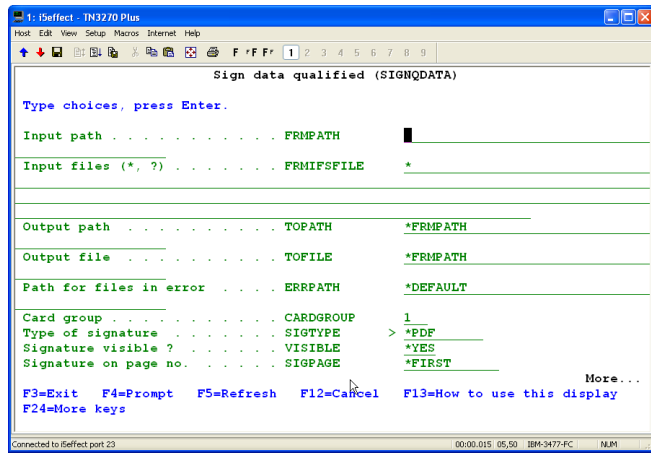 1: i5effect - TN3270 Plus
Host Edit View Setup Macros Internet Help
F F F F 1 2 3 4 5 6 7 8 9
Sign data qualified (SIGNQDATA)
Type choices, press Enter.
Input path . . . . . . . . . . . FRMPATH
Input files (*, ?) . . . . . . . FRMIFSFILE *
Output path . . . . . . . . . . TOPATH *FRMPATH
Output file . . . . . . . . . . TOFILE *FRMPATH
Path for files in error . . . . ERRPATH *DEFAULT
Card group . . . . . . . . . . . CARDGROUP 1
Type of signature . . . . . . . SIGTYPE > *PDF
Signature visible ? . . . . . . VISIBLE *YES
Signature on page no. . . . . . SIGPAGE *FIRST
More...
F3=Exit F4=Prompt F5=Refresh F12=Cancel F13=How to use this display
F24=More keys
Connected to i5effect port 23 00:00.015 05,50 IBM-3477-FC NUM